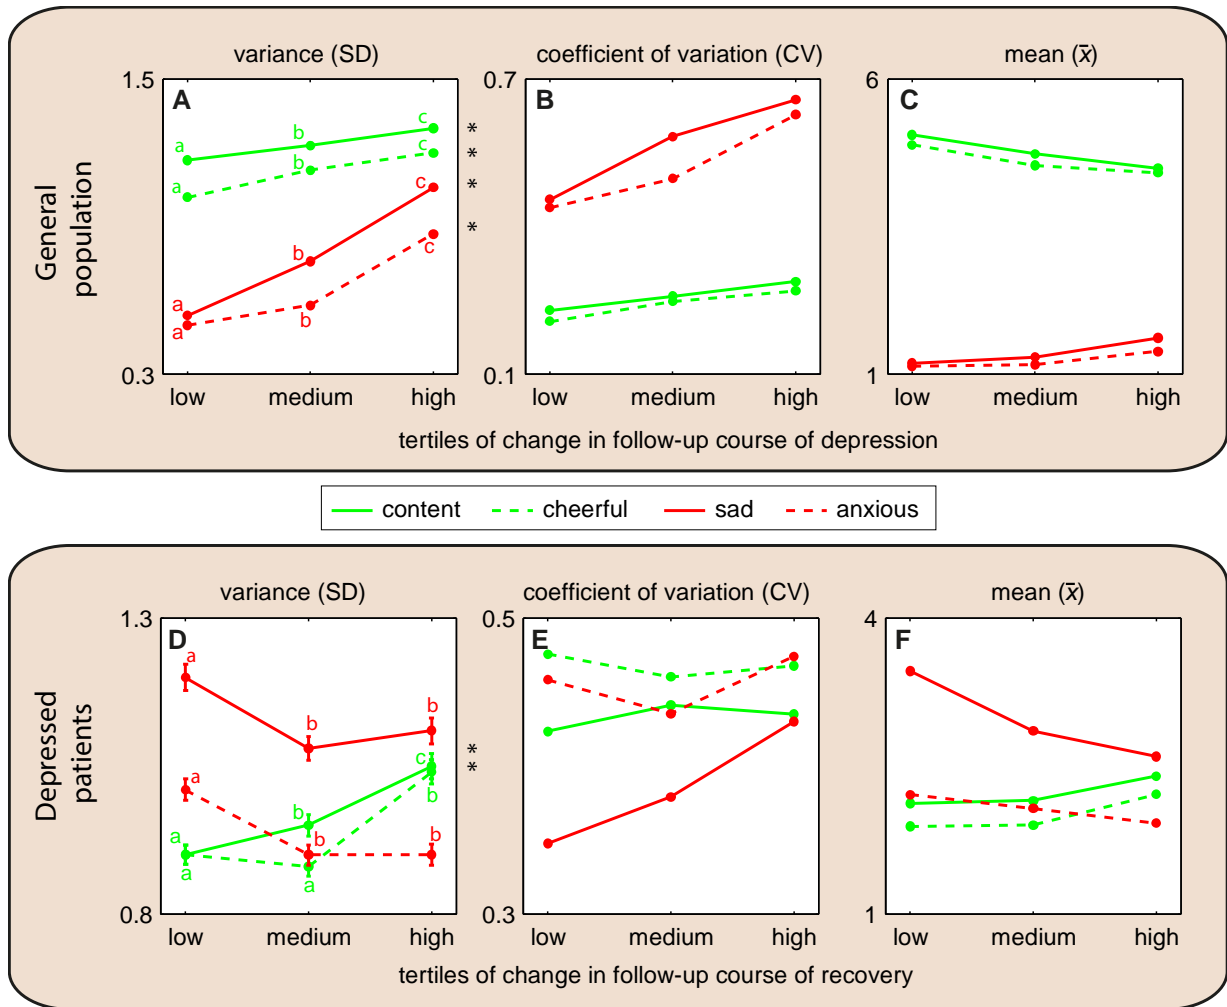 variance (SD) coefficient of variation (CV) mean (x̄)
General
population
1.5 A a b c * a b c * a b c * a b c *
0.3
low medium high
0.7 B
0.1
low medium high
6 C
1
low medium high
tertiles of change in follow-up course of depression
content cheerful sad anxious
variance (SD) coefficient of variation (CV) mean (x̄)
Depressed
patients
1.3 D a b b a b b a b c * a a b *
0.8
low medium high
0.5 E
0.3
low medium high
4 F
1
low medium high
tertiles of change in follow-up course of recovery